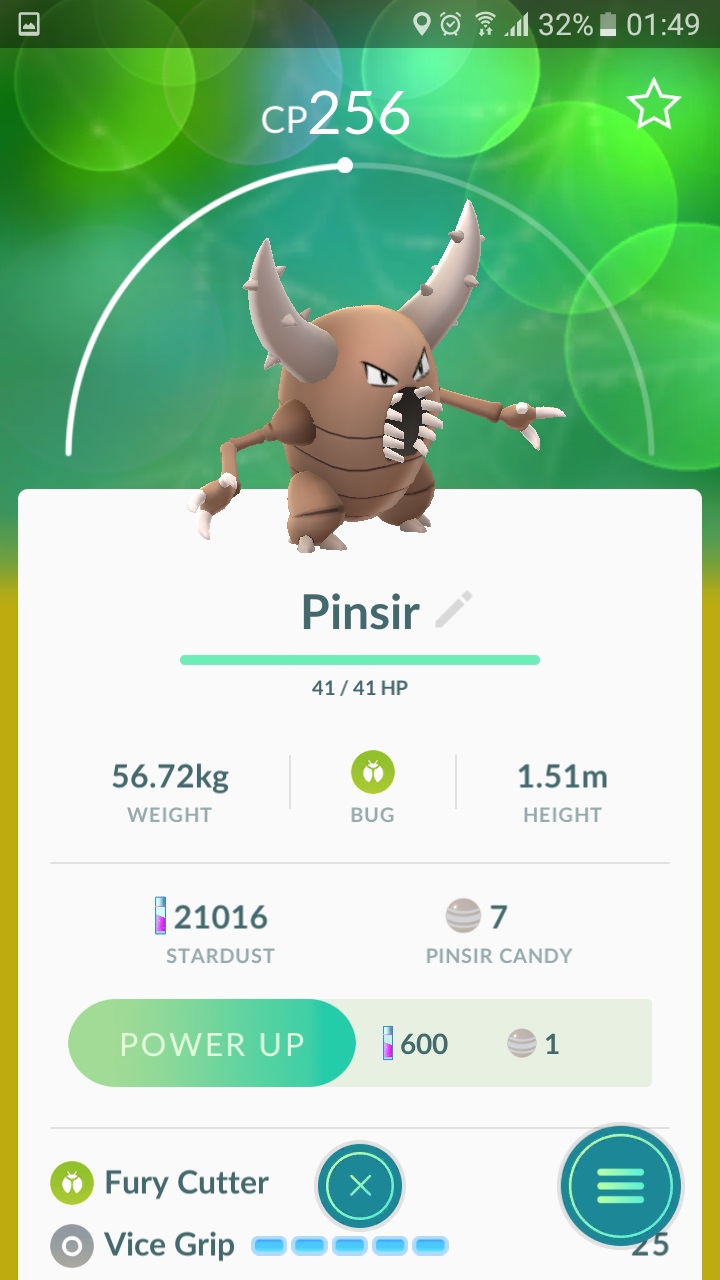 32% 01:49
CP256
Pinsir
41 / 41 HP
56.72kg 1.51m
WEIGHT BUG HEIGHT
21016 7
STARDUST PINSIR CANDY
POWER UP 600 1
Fury Cutter
Vice Grip 25